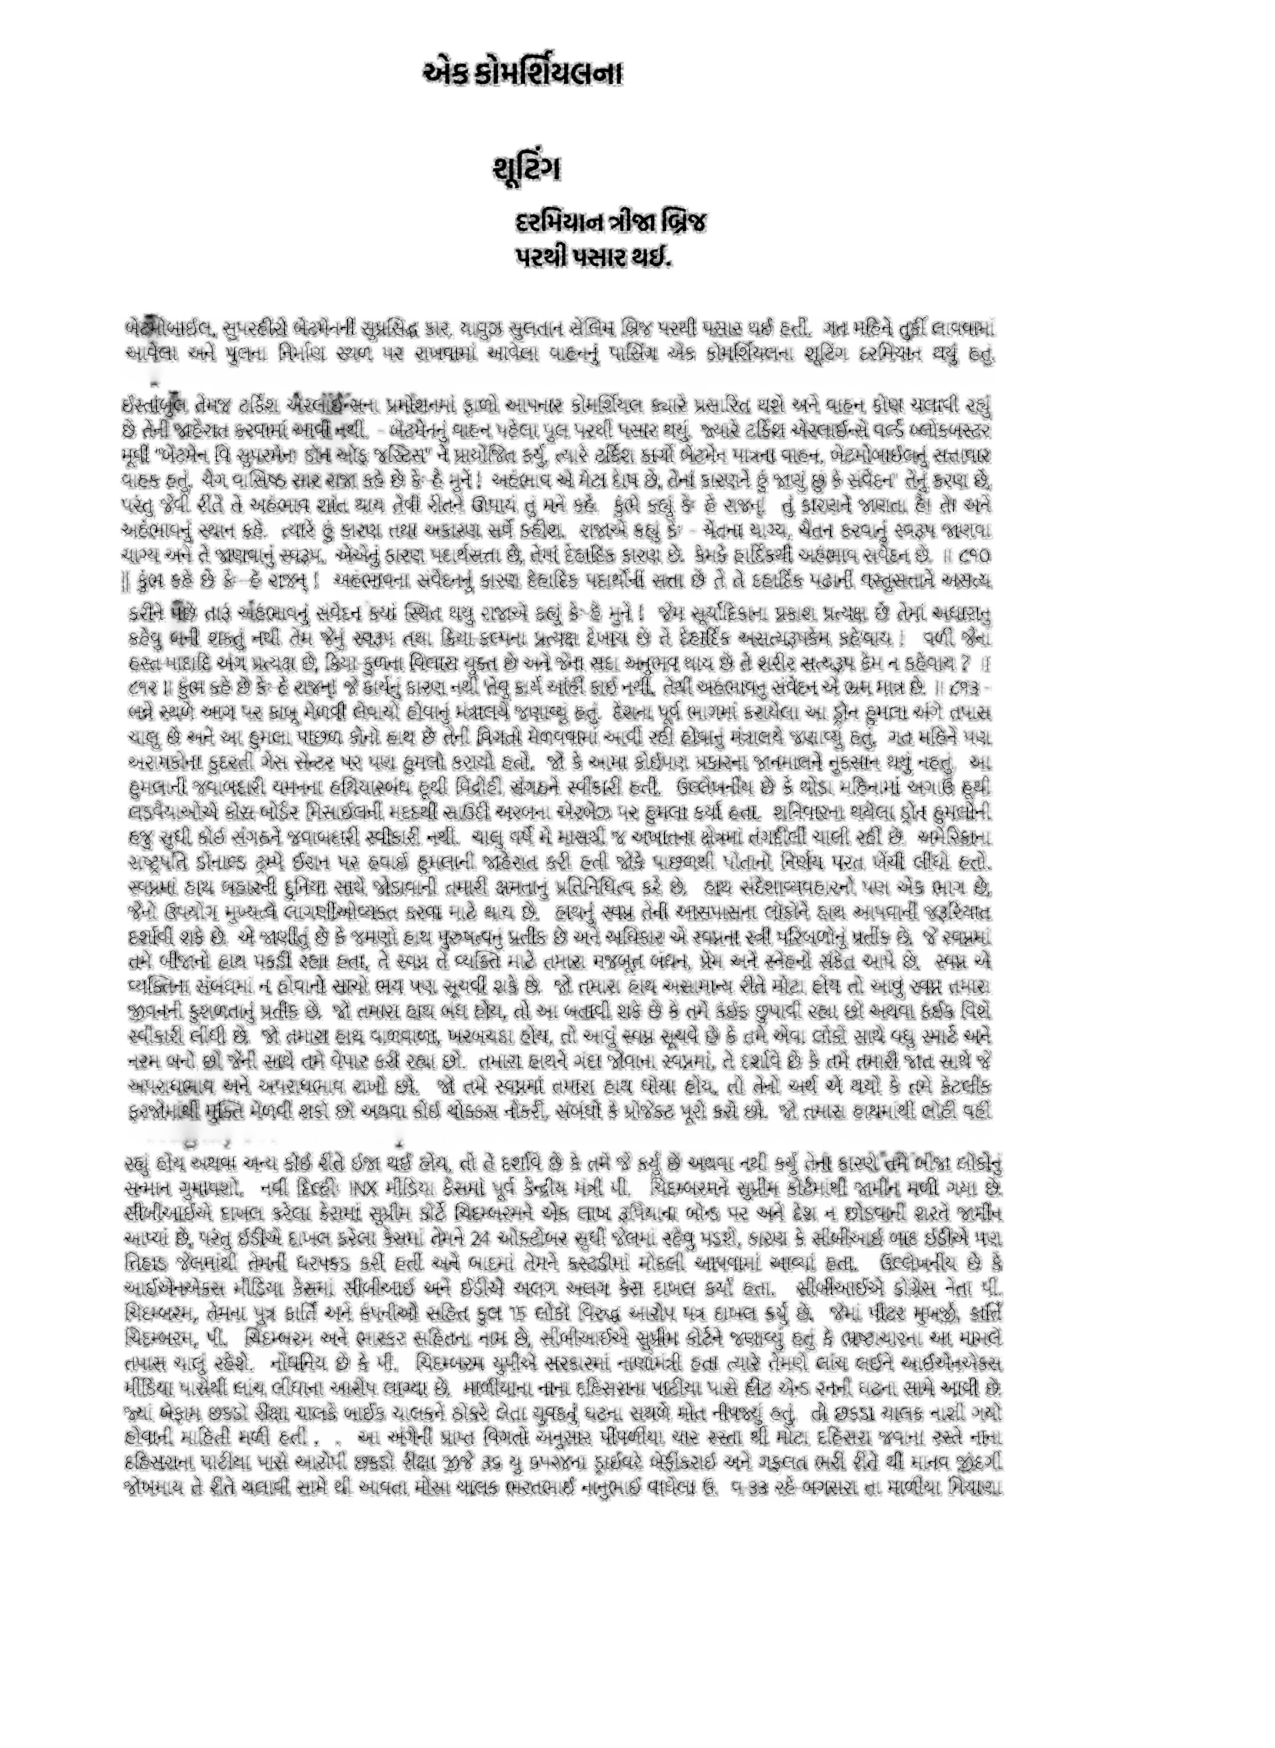 એક કોમર્શિયલના
શૂટિંગ
દરમિયાન ત્રીજા બ્રિજ
પરથી પસાર થઈ.
બેટમોબાઈલ, સુપરહીરો બેટમેનની સુપ્રસિદ્ધ કાર, યાવુઝ સુલતાન સેલિમ બ્રિજ પરથી પસાર થઈ હતી. ગત મહિને તુર્કી લાવવામાં
આવેલા અને પુલના નિર્માણ સ્થળ પર રાખવામાં આવેલા વાહનનું પાસિંગ એક કોમર્શિયલના શૂટિંગ દરમિયાન થયું હતું.
ઈસ્તાંબુલ તેમજ ટર્કિશ એરલાઈન્સના પ્રમોશનમાં ફાળો આપનાર કોમર્શિયલ ક્યારે પ્રસારિત થશે અને વાહન કોણ ચલાવી રહ્યું
છે તેની જાહેરાત કરવામાં આવી નથી. - બેટમેનનું વાહન પહેલા પુલ પરથી પસાર થયું. જ્યારે ટર્કિશ એરલાઈન્સે વર્લ્ડ બ્લોકબસ્ટર
મૂવી "બેટમેન વિ સુપરમેનઃ ડૉન ઓફ જસ્ટિસ" ને પ્રાયોજિત કર્યું, ત્યારે ટર્કિશ કાર્ગો બેટમેન પાત્રના વાહન, બેટમોબાઈલનું સત્તાવાર
વાહક હતું. યૈગ વાસિષ્ઠ સાર રાજા કહે છે કેઃ હૈ મુને! અહંભાવ એ મેટા દોષ છે, તેનાં કારણને હું જાણું છું કે સંવેદન' તેનું કરણ છે,
પરંતુ જેવી રીતે તે અહંભાવ શાંત થાય તેવી રીતને ઊપાય તું મને કહે. કુંભે કહ્યું કેઃ હે રાજન્! તું કારણને જાણતા હૈ। તે। અને
અહંભાવનું સ્થાન કહે. ત્યારે હું કારણ તથા અકારણ સર્વે કહીશ. રાજાએ કહ્યું કેઃ - ચેતના યાગ્ય, ચૈતન કરવાનું સ્વરૂપ જાણવા
યાગ્ય અને તે જાણવાનું સ્વરૂપ, એએનું કારણ પદાર્થસતા છે, તેમાં દેહાદિક કારણ છે. કેમકે હાર્દિકથી અહંભાવ સંવેદન છે. ॥ ૮૧૦
॥ કુંભ કહે છે કેઃ હે રાજન્! અહંભાવના સંવેદનનું કારણ દેહાદિક પદાર્થોની સત્તા છે તે તે દહાદિક પઢાની વસ્તુસત્તાને અસત્ય
કરીને પછે તારૂં અહંભાવનું સંવેદન ક્યાં સ્થિત થયુ રાજાએ કહ્યું કેઃ હૈ મુને! જેમ સૂર્યાદિકાના પ્રકાશ પ્રત્યક્ષ છે તેમાં અંધારાનુ
કહેવુ બની શક્તું નથી તેમ જેનું સ્વરૂપ તથા ક્રિયા કલ્પના પ્રત્યક્ષ દેખાય છે તે દેહાર્દિક અસત્યરૂપકેમ કહેવાય! વળી જેના
હસ્ત પાદાદિ અંગ પ્રત્યક્ષ છે, ક્રિયા કુળના વિલાસ યુક્ત છે અને જેના સદા અનુભવ થાય છે તે શરીર સત્યરૂપ કેમ ન કહેવાય? ॥
૮૧૨ ॥ કુંભ કહે છે કેઃ હે રાજન્! જે કાર્યનું કારણ નથી તેવુ કાર્ય આંહી કાઇ નથી. તેથી અહંભાવનુ સંવેદન એ ભ્રમ માત્ર છે. ॥ ૮૧૩ -
બન્ને સ્થળે આગ પર કાબૂ મેળવી લેવાયો હોવાનું મંત્રાલયે જણાવ્યું હતું. દેશના પૂર્વ ભાગમાં કરાયેલા આ ડ્રોન હુમલા અંગે તપાસ
ચાલુ છે અને આ હુમલા પાછળ કોનો હાથ છે તેની વિગતો મેળવવામાં આવી રહી હોવાનું મંત્રાલયે જણાવ્યું હતું. ગત મહિને પણ
અરામકોના કુદરતી ગેસ સેન્ટર પર પણ હુમલો કરાયો હતો. જો કે આમાં કોઈપણ પ્રકારના જાનમાલને નુકસાન થયું નહતું. આ
હુમલાની જવાબદારી યમનના હથિયારબંધ હૂથી વિદ્રોહી સંગઠને સ્વીકારી હતી. ઉલ્લેખનીય છે કે થોડા મહિનામાં અગાઉ હૂથી
લડવૈયાઓએ ક્રોસ બોર્ડર મિસાઈલની મદદથી સાઉદી અરબના એરબેઝ પર હુમલા કર્યા હતા. શનિવારના થયેલા ડ્રોન હુમલોની
હજુ સુધી કોઇ સંગઠને જવાબદારી સ્વીકારી નથી. ચાલુ વર્ષે મે માસથી જ અખાતના ક્ષેત્રમાં તંગદીલી ચાલી રહી છે. અમેરિકાના
રાષ્ટ્રપતિ ડોનાલ્ડ ટ્રમ્પે ઈરાન પર હવાઈ હુમલાની જાહેરાત કરી હતી જોકે પાછળથી પોતાનો નિર્ણય પરત ખેંચી લીધો હતો.
સ્વપ્નમાં હાથ બહારની દુનિયા સાથે જોડાવાની તમારી ક્ષમતાનું પ્રતિનિધિત્વ કરે છે. હાથ સંદેશાવ્યવહારનો પણ એક ભાગ છે,
જેનો ઉપયોગ મુખ્યત્વે લાગણીઓવ્યક્ત કરવા માટે થાય છે. હાથનું સ્વપ્ન તેની આસપાસના લોકોને હાથ આપવાની જરૂરિયાત
દર્શાવી શકે છે. એ જાણીતું છે કે જમણો હાથ પુરુષત્વનું પ્રતીક છે અને અધિકાર એ સ્વપ્નના સ્ત્રી પરિબળોનું પ્રતીક છે. જે સ્વપ્નમાં
તમે બીજાનો હાથ પકડી રહ્યા હતા, તે સ્વપ્ન તે વ્યક્તિ માટે તમારા મજબૂત બંધન, પ્રેમ અને સ્નેહનો સંકેત આપે છે. સ્વપ્ન એ
વ્યક્તિના સંબંધમાં ન હોવાનો સાચો ભય પણ સૂચવી શકે છે. જો તમારા હાથ અસામાન્ય રીતે મોટા હોય તો આવું સ્વપ્ન તમારા
જીવનની કુશળતાનું પ્રતીક છે. જો તમારા હાથ બંધ હોય, તો આ બતાવી શકે છે કે તમે કંઈક છુપાવી રહ્યા છો અથવા કંઈક વિશે
સ્વીકારી લીધી છે. જો તમારા હાથ વાળવાળા, ખરબચડા હોય, તો આવું સ્વપ્ન સૂચવે છે કે તમે એવા લોકો સાથે વધુ સ્માર્ટ અને
નરમ બનો છો જેની સાથે તમે વેપાર કરી રહ્યા છો. તમારા હાથને ગંદા જોવાના સ્વપ્નમાં, તે દર્શાવે છે કે તમે તમારી જાત સાથે જે
અપરાધભાવ અને અપરાધભાવ રાખો છો. જો તમે સ્વપ્નમાં તમારા હાથ ધોયા હોય, તો તેનો અર્થ એ થયો કે તમે કેટલીક
ફરજોમાંથી મુક્તિ મેળવી શકો છો અથવા કોઈ ચોક્કસ નોકરી, સંબંધો કે પ્રોજેક્ટ પૂરો કરો છો. જો તમારા હાથમાંથી લોહી વહી
રહ્યું હોય અથવા અન્ય કોઈ રીતે ઈજા થઈ હોય, તો તે દર્શાવે છે કે તમે જે કર્યું છે અથવા નથી કર્યું તેના કારણે તમે બીજા લોકોનું
સન્માન ગુમાવશો. નવી દિલ્હીઃ INX મીડિયા કેસમાં પૂર્વ કેન્દ્રીય મંત્રી પી. ચિદમ્બરમને સુપ્રીમ કોર્ટમાંથી જામીન મળી ગયા છે.
સીબીઆઈએ દાખલ કરેલા કેસમાં સુપ્રીમ કોર્ટે ચિદમ્બરમને એક લાખ રૂપિયાના બોન્ડ પર અને દેશ ન છોડવાની શરતે જામીન
આપ્યાં છે, પરંતુ ઈડીએ દાખલ કરેલા કેસમાં તેમને 24 ઓક્ટોબર સુધી જેલમાં રહેવું પડશે, કારણ કે સીબીઆઈ બાદ ઈડીએ પણ
તિહાડ જેલમાંથી તેમની ધરપકડ કરી હતી અને બાદમાં તેમને કસ્ટડીમાં મોકલી આપવામાં આવ્યાં હતા. ઉલ્લેખનીય છે કે
આઈએનએક્સ મીડિયા કેસમાં સીબીઆઈ અને ઈડીએ અલગ અલગ કેસ દાખલ કર્યાં હતા. સીબીઆઈએ કોંગ્રેસ નેતા પી.
ચિદમ્બરમ, તેમના પુત્ર કાર્તિ અને કંપનીઓ સહિત કુલ 15 લોકો વિરુદ્ધ આરોપ પત્ર દાખલ કર્યું છે. જેમાં પીટર મુખર્જી, કાર્તિ
ચિદમ્બરમ, પી. ચિદમ્બરમ અને ભાસ્કર સહિતના નામ છે, સીબીઆઈએ સુપ્રીમ કોર્ટને જણાવ્યું હતું કે ભ્રષ્ટાચારના આ મામલે
તપાસ ચાલું રહેશે. નોંધનિય છે કે પી. ચિદમ્બરમ યુપીએ સરકારમાં નાણામંત્રી હતા ત્યારે તેમણે લાંચ લઈને આઈએનએક્સ
મીડિયા પાસેથી લાંચ લીધાના આરોપ લાગ્યા છે. માળીયાના નાના દહિસરાના પાટીયા પાસે હીટ એન્ડ રનની ઘટના સામે આવી છે.
જ્યાં બેફામ છકડો રીક્ષા ચાલકે બાઈક ચાલકને ઠોકરે લેતા યુવકનું ઘટના સથળે મોત નીપજ્યું હતું. તો છકડા ચાલક નાશી ગયો
હોવાની માહિતી મળી હતી. . . આ અંગેની પ્રાપ્ત વિગતો અનુસાર પીપળીયા ચાર રસ્તા થી મોટા દહિસરા જવાના રસ્તે નાના
દહિસરાના પાટીયા પાસે આરોપી છકડો રીક્ષા જીજે ૩૬ યુ ૬૫૨૪ના ડ્રાઈવરે બેફીકરાઈ અને ગફલત ભરી રીતે થી માનવ જીંદગી
જોખમાય તે રીતે ચલાવી સામે થી આવતા મોસા ચાલક ભરતભાઈ નાનુભાઈ વાઘેલા ઉ. વ ૩૩ રહે બગસરા તા માળીયા મિયાણા